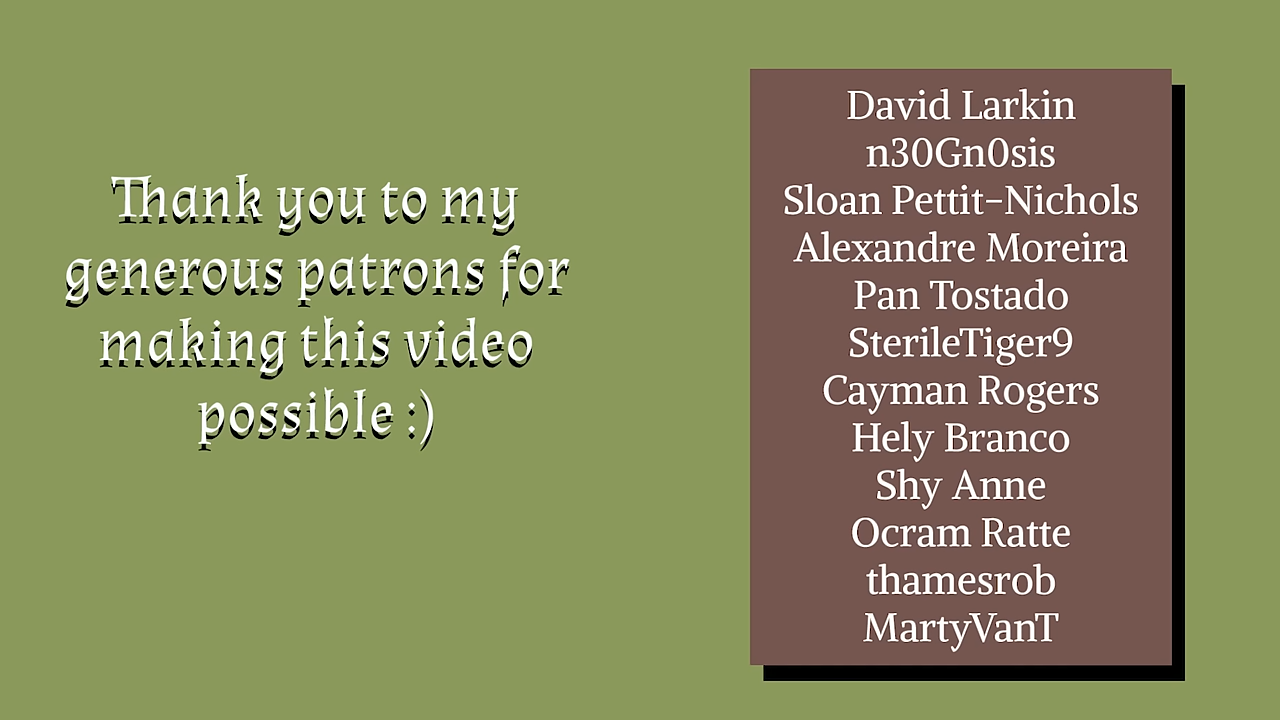 Thank you to my
generous patrons for
making this video
possible :)
David Larkin
n30Gn0sis
Sloan Pettit-Nichols
Alexandre Moreira
Pan Tostado
SterileTiger9
Cayman Rogers
Hely Branco
Shy Anne
Ocram Ratte
thamesrob
MartyVanT